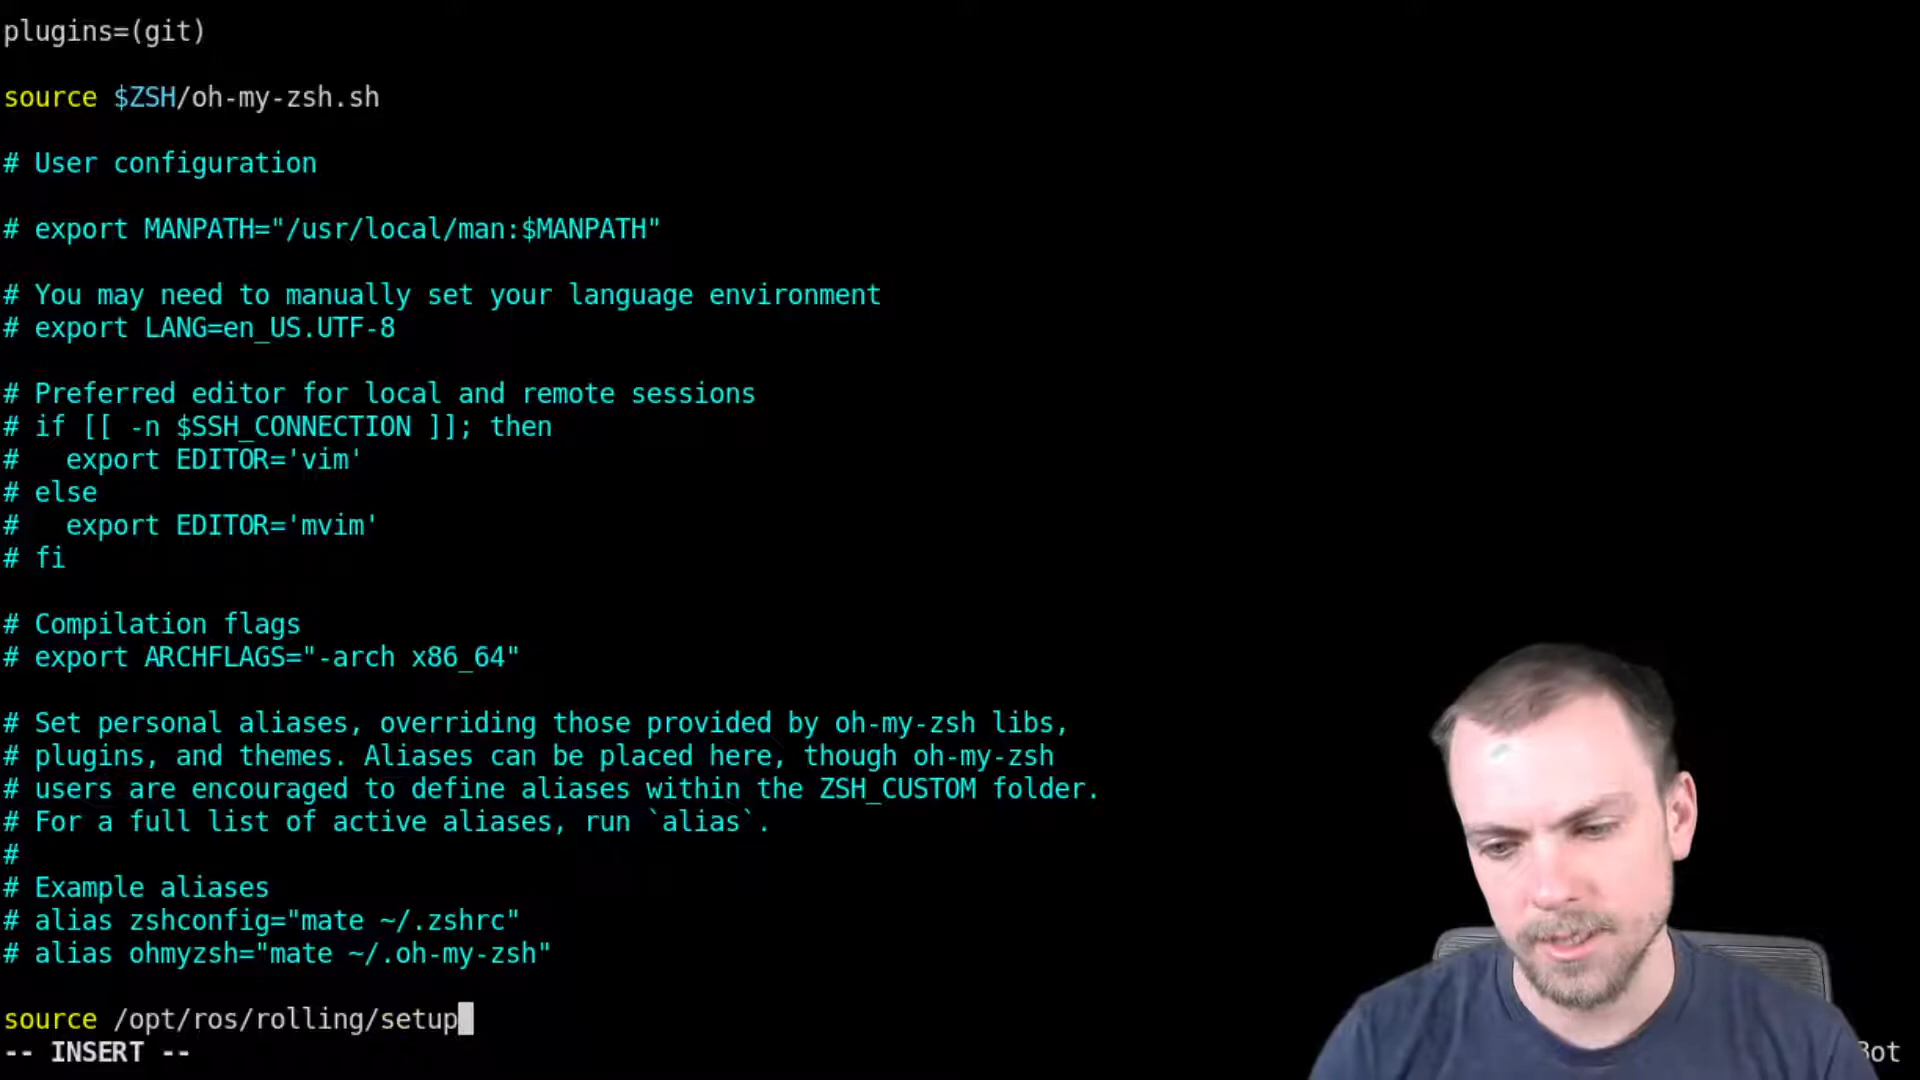 plugins=(git)
source $ZSH/oh-my-zsh.sh
# User configuration
# export MANPATH="/usr/local/man:$MANPATH"
# You may need to manually set your language environment
# export LANG=en_US.UTF-8
# Preferred editor for local and remote sessions
# if [[ -n $SSH_CONNECTION ]]; then
#   export EDITOR='vim'
# else
#   export EDITOR='mvim'
# fi
# Compilation flags
# export ARCHFLAGS="-arch x86_64"
# Set personal aliases, overriding those provided by oh-my-zsh libs,
# plugins, and themes. Aliases can be placed here, though oh-my-zsh
# users are encouraged to define aliases within the ZSH_CUSTOM folder.
# For a full list of active aliases, run `alias`.
#
# Example aliases
# alias zshconfig="mate ~/.zshrc"
# alias ohmyzsh="mate ~/.oh-my-zsh"
source /opt/ros/rolling/setup
-- INSERT --
Bot